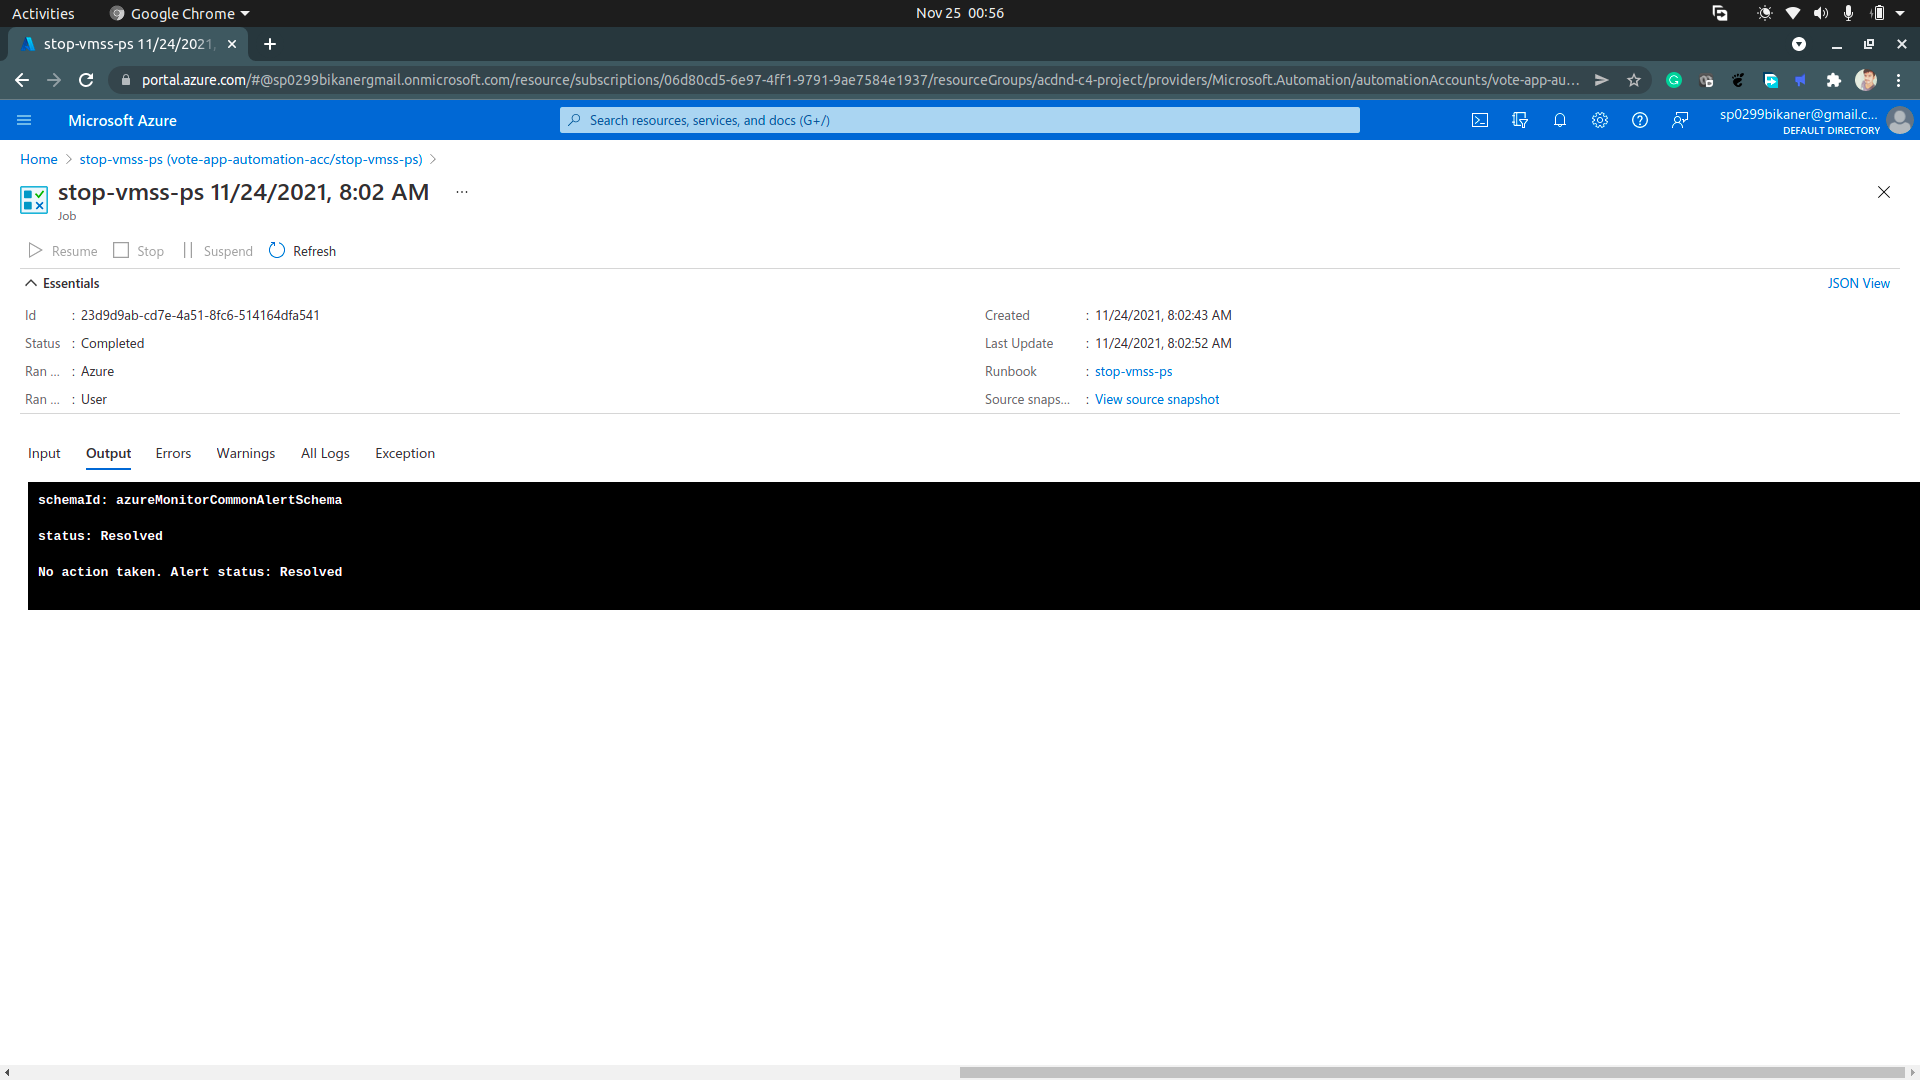 Activities
Google Chrome
Nov 25 00:56
stop-vmss-ps 11/24/2021,
portal.azure.com/#@sp0299bikanergmail.onmicrosoft.com/resource/subscriptions/06d80cd5-6e97-4ff1-9791-9ae7584e1937/resourceGroups/acdnd-c4-project/providers/Microsoft.Automation/automationAccounts/vote-app-au...
Microsoft Azure
Search resources, services, and docs (G+/)
sp0299bikaner@gmail.c...
DEFAULT DIRECTORY
Home > stop-vmss-ps (vote-app-automation-acc/stop-vmss-ps) >
stop-vmss-ps 11/24/2021, 8:02 AM ...
Job
Resume Stop Suspend Refresh
Essentials
JSON View
Id : 23d9d9ab-cd7e-4a51-8fc6-514164dfa541
Created : 11/24/2021, 8:02:43 AM
Status : Completed
Last Update : 11/24/2021, 8:02:52 AM
Ran ... : Azure
Runbook : stop-vmss-ps
Ran ... : User
Source snaps... : View source snapshot
Input Output Errors Warnings All Logs Exception
schemaId: azureMonitorCommonAlertSchema
status: Resolved
No action taken. Alert status: Resolved